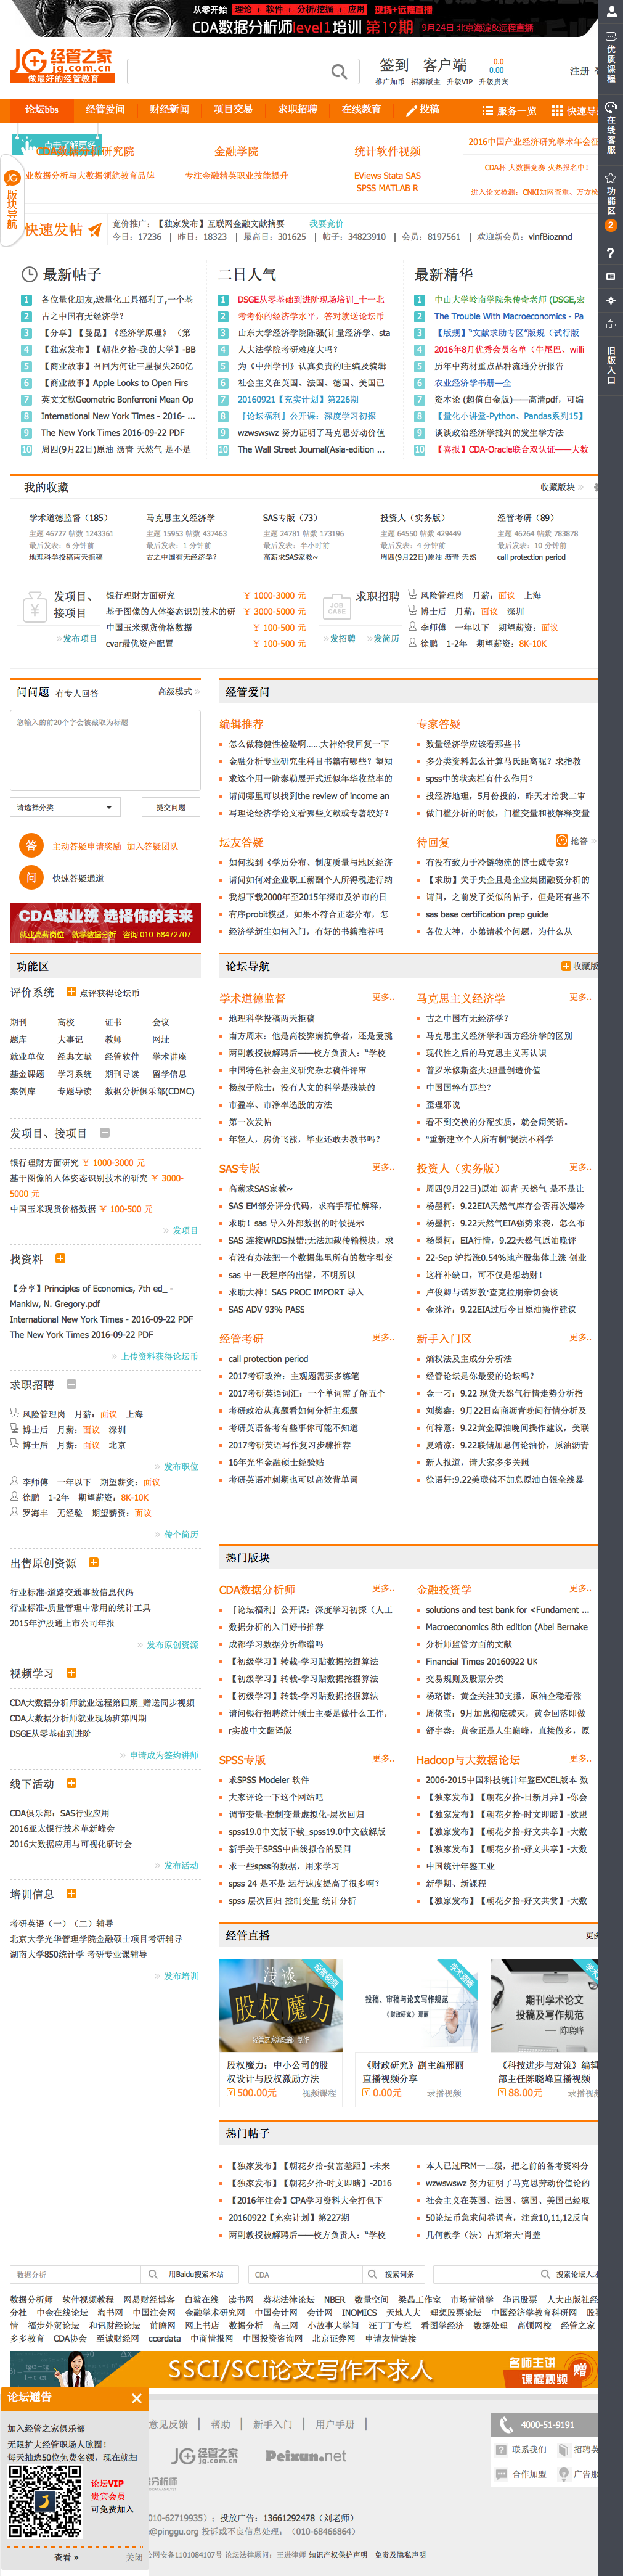 从零开始 理论 + 软件 + 分析/挖掘 + 应用 现场+远程直播
CDA数据分析师level1培训 第19期 9月24日 北京海淀&远程直播
经管之家
jg.com.cn
做最好的经管教育
签到 客户端 0.0
0.00
推广加币 招募版主 升级VIP 升级贵宾
注册
论坛bbs 经管爱问 财经新闻 项目交易 求职招聘 在线教育 投稿 服务一览
点击了解更多
金融学院 统计软件视频
2016中国产业经济研究学术年会征
业数据分析与大数据领航教育品牌 专注金融精英职业技能提升 EViews Stata SAS
SPSS MATLAB R
CDA杯 大数据竞赛 火热报名中!
进入论文检测: CNKI知网查重、万方检
版块导航
快速发帖
竞价推广: 【独家发布】互联网金融文献摘要 我要竞价
今日: 17236 | 昨日: 18323 | 最高日: 301625 | 帖子: 34823910 | 会员: 8197561 | 欢迎新会员: vInfBioznnd
优质课程
在线客服
功能区
2
?
TOP
旧版入口
最新帖子
1 各位量化朋友,送量化工具福利了,一个基
2 古之中国有无经济学?
3 【分享】【曼昆】《经济学原理》 (第
4 【独家发布】【朝花夕拾-我的大学】-BB
5 【商业故事】召回为何让三星损失260亿
6 【商业故事】Apple Looks to Open Firs
7 英文文献Geometric Bonferroni Mean Op
8 International New York Times - 2016- ...
9 The New York Times 2016-09-22 PDF
10 周四(9月22日)原油 沥青 天然气 是不是
二日人气
1 DSGE从零基础到进阶现场培训_十一北
2 考考你的经济学水平,答对就送论坛币
3 山东大学经济学院陈强(计量经济学、sta
4 人大法学院考研难度大吗?
5 为《中州学刊》认真负责的l主编及编辑
6 社会主义在英国、法国、德国、美国已
7 20160921【充实计划】第226期
8 『论坛福利』公开课:深度学习初探
9 wzwswswz 努力证明了马克思劳动价值
10 The Wall Street Journal(Asia-edition ...
最新精华
1 中山大学岭南学院朱传奇老师 (DSGE,宏
2 The Trouble With Macroeconomics - Pa
3 【版规】“文献求助专区”版规(试行版
4 2016年8月优秀会员名单(牛尾巴、willi
5 历年中药材重点品种流通分析报告
6 农业经济学书册—全
7 资本论 (超值白金版)——高清pdf,可编
8 【量化小讲堂-Python、Pandas系列15】
9 谈谈政治经济学批判的发生学方法
10 【喜报】CDA-Oracle联合双认证——大数
我的收藏 收藏版块 »
学术道德监督(185) 马克思主义经济学 SAS专版(73) 投资人(实务版) 经管考研(89)
主题 46727 帖数 1243361 主题 15953 帖数 437463 主题 24781 帖数 173196 主题 64550 帖数 429449 主题 46264 帖数 783878
最后发表: 6 分钟前 最后发表: 1 分钟前 最后发表: 半小时前 最后发表: 4 分钟前 最后发表: 10 分钟前
地理科学投稿两天拒稿 古之中国有无经济学? 高薪求SAS家教~ 周四(9月22日)原油 沥青 天然 call protection period
发项目、
接项目
»发布项目
银行理财方面研究 ¥ 1000-3000 元
基于图像的人体姿态识别技术的研 ¥ 3000-5000 元
中国玉米现货价格数据 ¥ 100-500 元
cvar最优资产配置 ¥ 100-500 元
JOB CASE
求职招聘
»发招聘 »发简历
风险管理岗 月薪: 面议 上海
博士后 月薪: 面议 深圳
李师傅 一年以下 期望薪资: 面议
徐鹏 1-2年 期望薪资: 8K-10K
问问题 有专人回答 高级模式 »
您输入的前20个字会被截取为标题
请选择分类 提交问题
答 主动答疑申请奖励 加入答疑团队
问 快速答疑通道
CDA就业班 选择你的未来
就业高薪岗位—就学数据分析 咨询 010-68472707
经管爱问
编辑推荐
怎么做稳健性检验啊......大神给我回复一下
金融分析专业研究生科目书籍有哪些? 望知
求这个用一阶泰勒展开式近似年华收益率的
请问哪里可以找到the review of income an
写理论经济学论文看哪些文献或专著较好?
专家答疑
数量经济学应该看那些书
多分类资料怎么计算马氏距离呢? 求指教
spss中的状态栏有什么作用?
投经济地理, 5月份投的, 昨天才给我二审
做门槛分析的时候, 门槛变量和被解释变量
坛友答疑
如何找到《学历分布、制度质量与地区经济
请问如何对企业职工薪酬个人所得税进行纳
我想下载2000年至2015年深市及沪市的日
有序probit模型, 如果不符合正态分布, 怎
经济学新生如何入门, 有好的书籍推荐吗
待回复 抢答 »
有没有致力于冷链物流的博士或专家?
【求助】关于央企且是企业集团融资分析的
请问, 之前发了类似的帖子, 但是还有些不
sas base certification prep guide
各位大神, 小弟请教个问题, 为什么从
功能区
评价系统 点评获得论坛币
期刊 高校 证书 会议
题库 大事记 教师 网址
就业单位 经典文献 经管软件 学术讲座
基金课题 学习系统 期刊导读 留学信息
案例库 专题导读 数据分析俱乐部(CDMC)
发项目、接项目
银行理财方面研究 ¥ 1000-3000 元
基于图像的人体姿态识别技术的研究 ¥ 3000-
5000 元
中国玉米现货价格数据 ¥ 100-500 元
» 发项目
找资料
【分享】Principles of Economics, 7th ed_ -
Mankiw, N. Gregory.pdf
International New York Times - 2016-09-22 PDF
The New York Times 2016-09-22 PDF
» 上传资料获得论坛币
求职招聘
风险管理岗 月薪: 面议 上海
博士后 月薪: 面议 深圳
博士后 月薪: 面议 北京
» 发布职位
李师傅 一年以下 期望薪资: 面议
徐鹏 1-2年 期望薪资: 8K-10K
罗海丰 无经验 期望薪资: 面议
» 传个简历
出售原创资源
行业标准-道路交通事故信息代码
行业标准-质量管理中常用的统计工具
2015年沪股通上市公司年报
» 发布原创资源
视频学习
CDA大数据分析师就业远程第四期_赠送同步视频
CDA大数据分析师就业现场班第四期
DSGE从零基础到进阶
» 申请成为签约讲师
线下活动
CDA俱乐部: SAS行业应用
2016亚太银行技术革新峰会
2016大数据应用与可视化研讨会
» 发布活动
培训信息
考研英语(一)(二)辅导
北京大学光华管理学院金融硕士项目考研辅导
湖南大学850统计学 考研专业课辅导
» 发布培训
论坛导航 收藏版
学术道德监督 更多..
地理科学投稿两天拒稿
南方周末: 他是高校弊病抗争者, 还是爱挑
两副教授被解聘后——校方负责人: “学校
中国特色社会主义研究杂志稿件评审
杨叔子院士: 没有人文的科学是残缺的
市盈率、市净率选股的方法
第一次发帖
年轻人, 房价飞涨, 毕业还敢去教书吗?
马克思主义经济学 更多..
古之中国有无经济学?
马克思主义经济学和西方经济学的区别
现代性之后的马克思主义再认识
普罗米修斯盗火:胆量创造价值
中国国粹有那些?
歪理邪说
看不到交换的分配实质, 就会闹笑话,
“重新建立个人所有制”提法不科学
SAS专版 更多..
高薪求SAS家教~
SAS EM部分评分代码, 求高手帮忙解释,
求助! sas 导入外部数据的时候提示
SAS 连接WRDS报错:无法加载传输模块, 求
有没有办法把一个数据集里所有的数字型变
sas 中一段程序的出错, 不明所以
求助大神! SAS PROC IMPORT 导入
SAS ADV 93% PASS
投资人(实务版) 更多..
周四(9月22日)原油 沥青 天然气 是不是让
杨墨柯: 9.22EIA天然气库存会否再次爆冷
杨墨柯: 9.22天然气EIA强势来袭, 怎么布
杨墨柯: EIA行情, 9.22天然气原油晚评
22-Sep 沪指涨0.54%地产股集体上涨 创业
这样补缺口, 可不仅是想劫财!
卢俊卿与诺罗敦·查克拉朋亲切会谈
金沐泽: 9.22EIA过后今日原油操作建议
经管考研 更多..
call protection period
2017考研政治: 主观题需要多练笔
2017考研英语词汇: 一个单词需了解五个
考研政治从真题看如何分析主观题
考研英语备考有些事你可能不知道
2017考研英语写作复习步骤推荐
16年光华金融硕士经验贴
考研英语冲刺期也可以高效背单词
新手入门区 更多..
熵权法及主成分分析法
经管论坛是你最爱的论坛吗?
金一刁: 9.22 现货天然气行情走势分析指
刘樊鑫: 9月22日南商沥青晚间行情分析及
何梓薏: 9.22黄金原油晚间操作建议, 美联
夏靖凉: 9.22联储加息何论油价, 原油沥青
新人报道, 请大家多多关照
徐语轩:9.22美联储不加息原油白银全线暴
热门版块
CDA数据分析师 更多..
『论坛福利』公开课: 深度学习初探(人工
数据分析的入门好书推荐
成都学习数据分析靠谱吗
【初级学习】转载-学习贴数据挖掘算法
【初级学习】转载-学习贴数据挖掘算法
【初级学习】转载-学习贴数据挖掘算法
请问银行招聘统计硕士主要是做什么工作,
r实战中文翻译版
金融投资学 更多..
solutions and test bank for <Fundament ...
Macroeconomics 8th edition (Abel Bernake
分析师监管方面的文献
Financial Times 20160922 UK
交易规则及股票分类
杨珞谦: 黄金关注30支撑, 原油企稳看涨
周依莹: 9月加息彻底破灭, 黄金回落即做
舒宇秦: 黄金正是人生巅峰, 直接做多, 原
SPSS专版 更多..
求SPSS Modeler 软件
大家评论一下这个网站吧
调节变量-控制变量虚拟化-层次回归
spss19.0中文版下载_spss19.0中文破解版
新手关于SPSS中曲线拟合的疑问
求一些spss的数据, 用来学习
spss 24 是不是 运行速度提高了很多啊?
spss 层次回归 控制变量 统计分析
Hadoop与大数据论坛 更多..
2006-2015中国科技统计年鉴EXCEL版本 数
【独家发布】【朝花夕拾-日新月异】-你会
【独家发布】【朝花夕拾-时文即睹】-欧盟
【独家发布】【朝花夕拾-好文共享】-大数
【独家发布】【朝花夕拾-好文共享】-大数
中国统计年鉴工业
新學期、新課程
【独家发布】【朝花夕拾-好文共赏】-大数
经管直播
浅谈
股权魔力
股权魔力: 中小公司的股
权设计与股权激励方法
500.00元 视频课程
学术直播
投稿、审稿与论文写作规范
(财政研究) 邢丽
《财政研究》副主编邢丽
直播视频分享
0.00元 录播视频
期刊学术论文
投稿及写作规范
— 陈晓峰
《科技进步与对策》编辑
部主任陈晓峰直播视频
88.00元 录播视频
热门帖子
【独家发布】【朝花夕拾-贫富差距】-未来
【独家发布】【朝花夕拾-时文即睹】-2016
【2016年注会】CPA学习资料大全打包下
20160922【充实计划】第227期
两副教授被解聘后——校方负责人: “学校
本人已过FRM一二级, 把之前的备考资料分
wzwswswz 努力证明了马克思劳动价值论的
社会主义在英国、法国、德国、美国已经取
50论坛币急求问卷调查, 注意10,11,12反向
几何教学(法)古斯塔夫·肖盖
数据分析 用Baidu搜索本站 CDA 搜索词条 搜索论坛人
数据分析师 软件视频教程 网易财经博客 白鲨在线 读书网 葵花法律论坛 NBER 数量空间 梁晶工作室 市场营销学 华讯股票 人大出版社经
分社 中金在线论坛 淘书网 中国注会网 金融学术研究网 中国会计网 会计网 INOMICS 天地人大 理想股票论坛 中国经济学教育科研网
情 福步外贸论坛 和讯财经论坛 前瞻网 网上书店 数据分析 高三网 小故事大学问 汪丁丁专栏 看图学经济 数据处理 高顿网校 经管之家
多多教育 CDA协会 至诚财经网 ccerdata 中商情报网 中国投资咨询网 北京证券网 申请友情链接
SSCI/SCI论文写作不求人 名师主讲
课程视频 赠
意见反馈 | 帮助 | 新手入门 | 用户手册 |
4000-51-9191
联系我们 招聘英
合作加盟 广告服
经管之家
jg.com.cn
Peixun.net
论坛通告
加入经管之家俱乐部
无限扩大经管职场人脉圈!
每天抽选50位免费名额, 现在就扫
论坛VIP
贵宾会员
可免费加入
查看 » 关闭
010-62719935); 投放广告: 13661292478 (刘老师)
@pinggu.org 投诉或不良信息处理: (010-68466864)
公网安备1101084107号 论坛法律顾问: 王进律师 知识产权保护声明 免责及隐私声明